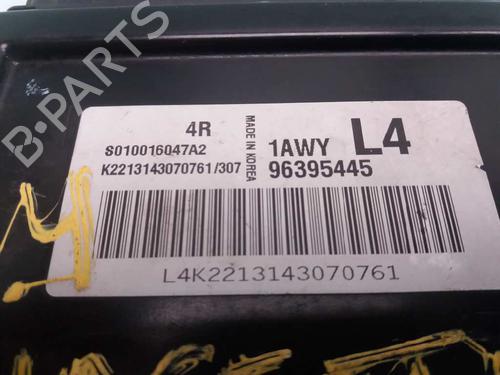 B-PARTS
4R
MADE IN KOREA
1AWY L4
S010016047A2
K2213143070761/307
96395445
L4K2213143070761